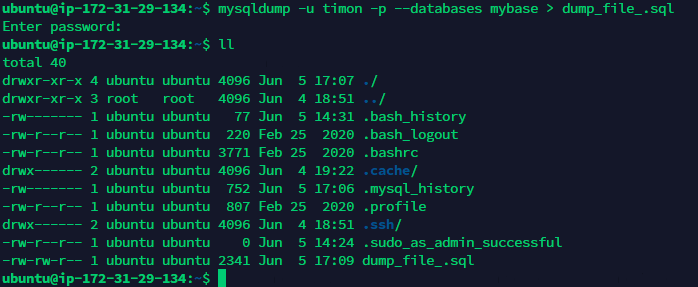 ubuntu@ip-172-31-29-134:~$ mysqldump -u timon -p --databases mybase > dump_file_.sql
Enter password:
ubuntu@ip-172-31-29-134:~$ ll
total 40
drwxr-xr-x 4 ubuntu ubuntu 4096 Jun  5 17:07 ./
drwxr-xr-x 3 root   root   4096 Jun  4 18:51 ../
-rw------- 1 ubuntu ubuntu   77 Jun  5 14:31 .bash_history
-rw-r--r-- 1 ubuntu ubuntu  220 Feb 25  2020 .bash_logout
-rw-r--r-- 1 ubuntu ubuntu 3771 Feb 25  2020 .bashrc
drwx------ 2 ubuntu ubuntu 4096 Jun  4 19:22 .cache/
-rw------- 1 ubuntu ubuntu  752 Jun  5 17:06 .mysql_history
-rw-r--r-- 1 ubuntu ubuntu  807 Feb 25  2020 .profile
drwx------ 2 ubuntu ubuntu 4096 Jun  4 18:51 .ssh/
-rw-r--r-- 1 ubuntu ubuntu    0 Jun  5 14:24 .sudo_as_admin_successful
-rw-rw-r-- 1 ubuntu ubuntu 2341 Jun  5 17:09 dump_file_.sql
ubuntu@ip-172-31-29-134:~$